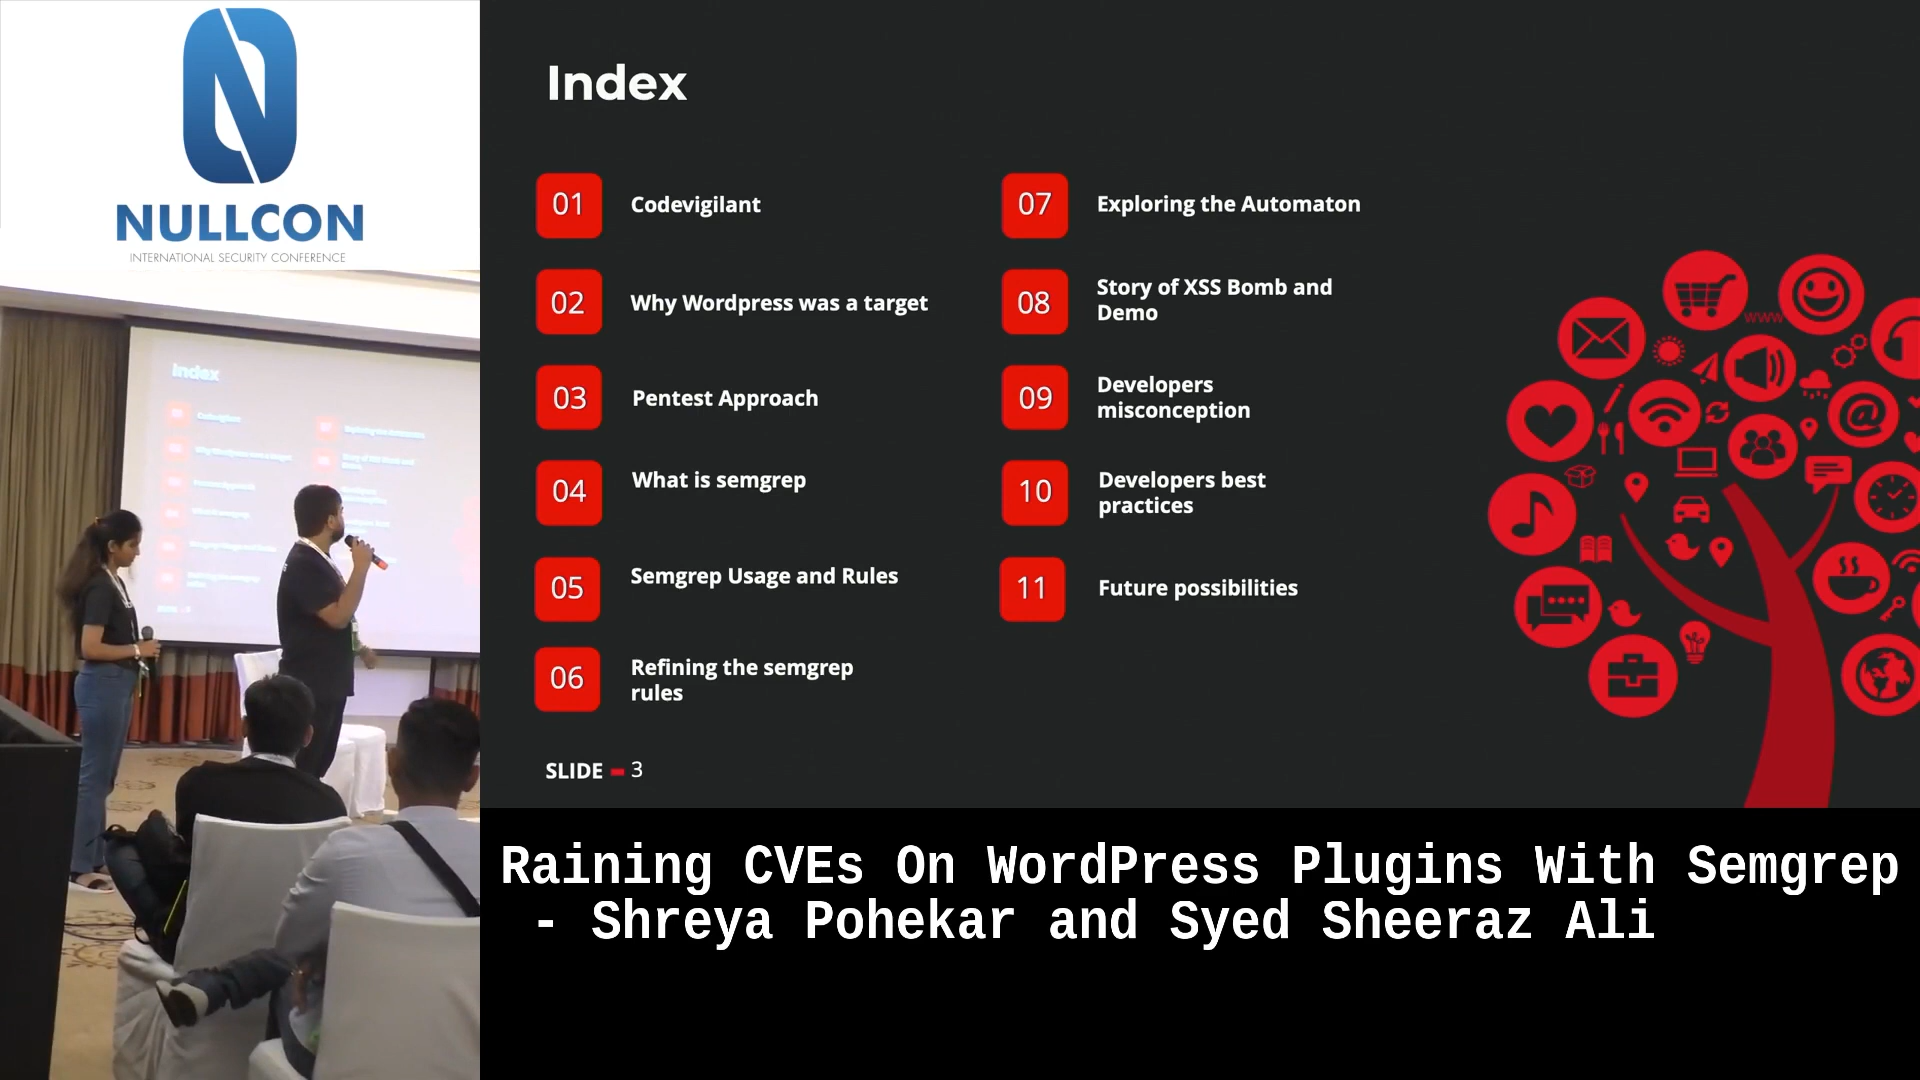 NULLCON
INTERNATIONAL SECURITY CONFERENCE
Index
01 Codevigilant
02 Why Wordpress was a target
03 Pentest Approach
04 What is semgrep
05 Semgrep Usage and Rules
06 Refining the semgrep
rules
07 Exploring the Automaton
08 Story of XSS Bomb and
Demo
09 Developers
misconception
10 Developers best
practices
11 Future possibilities
www
SLIDE - 3
Index
Raining CVEs On WordPress Plugins With Semgrep
- Shreya Pohekar and Syed Sheeraz Ali